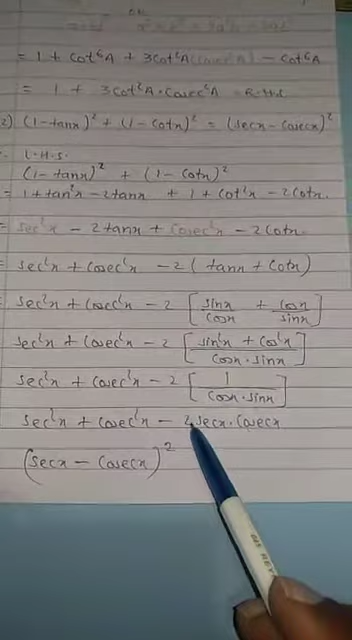 = 1 + Cot⁶A + 3Cot²A (Cosec²A) - Cot⁶A
= 1 + 3Cot²A.Cosec²A = R.H.S
2) (1-tanx)² + (1-Cotx)² = (secx-Cosecx)²
L.H.S.
(1-tanx)² + (1-Cotx)²
= 1+tan²x-2tanx + 1+Cot²x-2Cotx.
= sec²x - 2tanx + Cosec²x - 2Cotx.
= sec²x + Cosec²x - 2(tanx + Cotx)
= sec²x + Cosec²x - 2 [sinx/Cosx + Cosx/sinx]
sec²x + Cosec²x - 2 [sin²x + Cos²x/Cosx.sinx]
sec²x + Cosec²x - 2 [1/Cosx.sinx]
sec²x + Cosec²x - 2secx.Cosecx
(secx - Cosecx)²